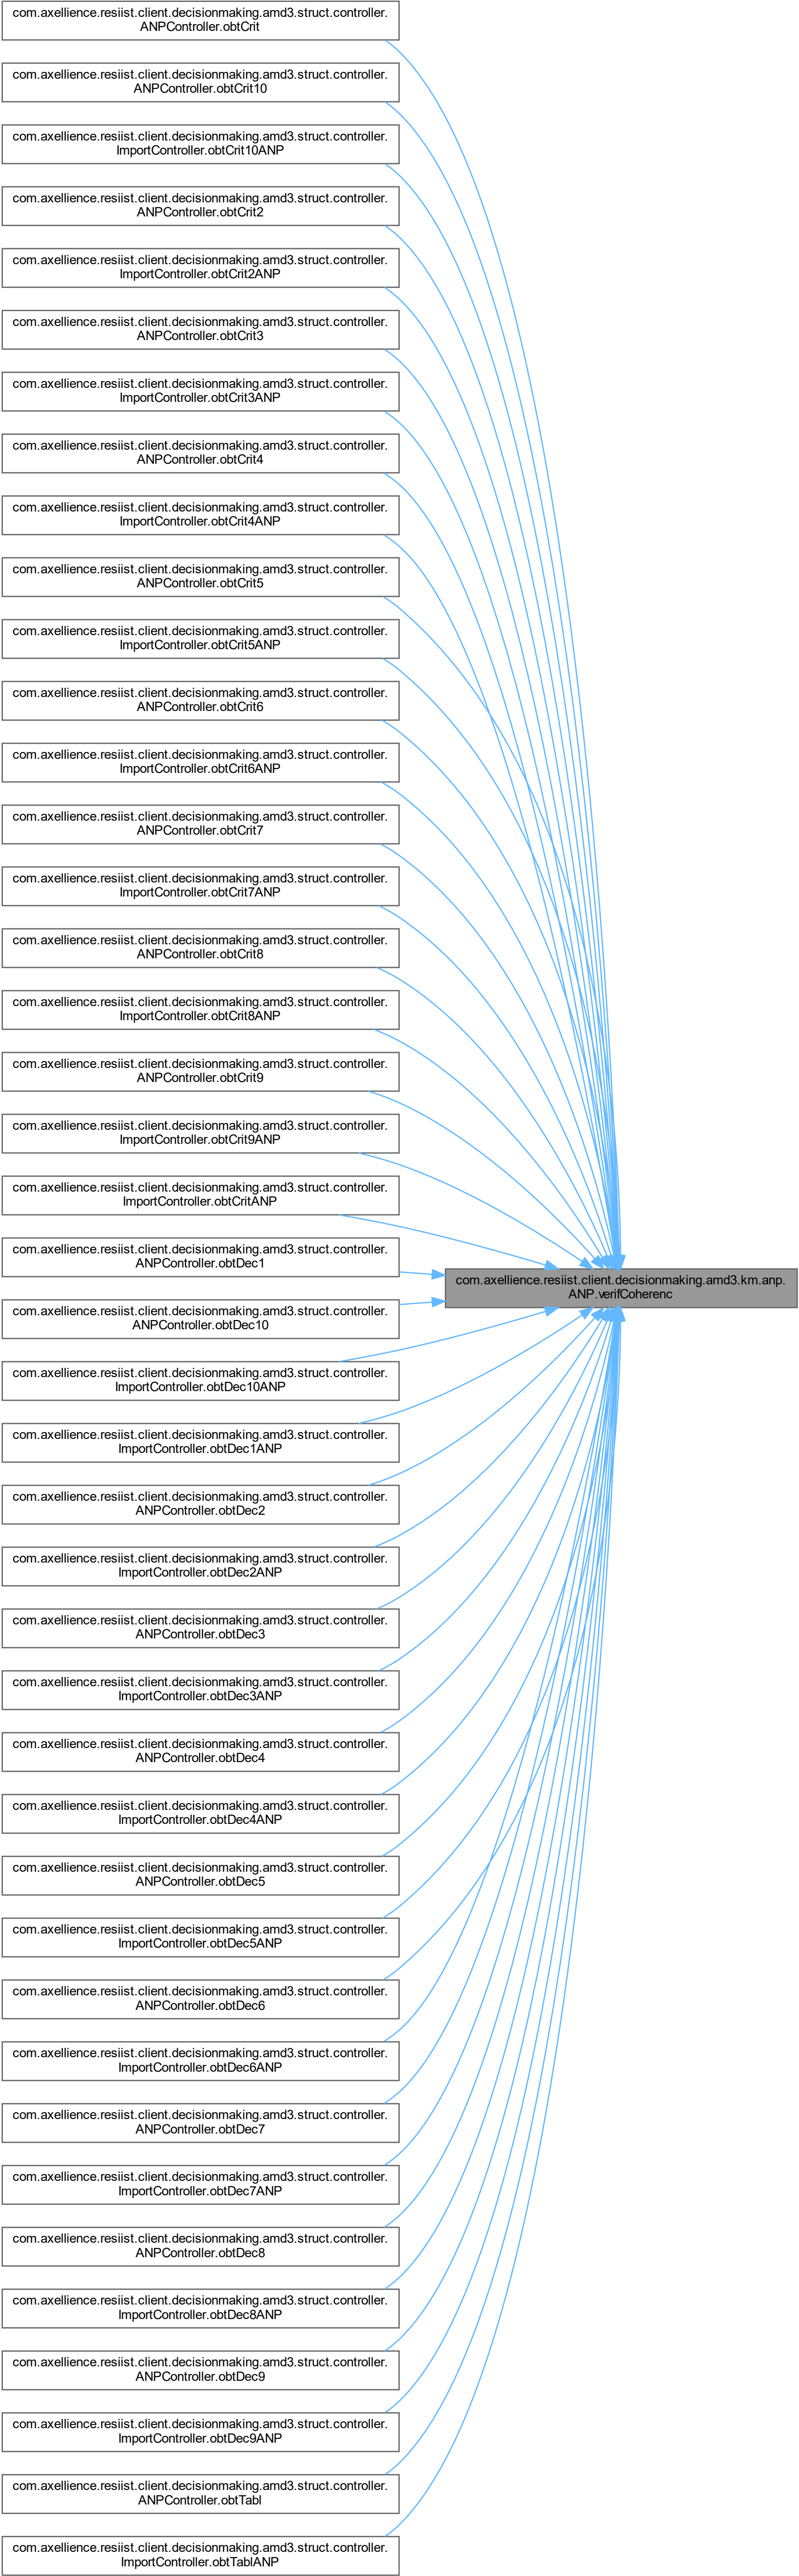 com.axellience.resiist.client.decisionmaking.amd3.struct.controller.
ANPController.obtCrit
com.axellience.resiist.client.decisionmaking.amd3.struct.controller.
ANPController.obtCrit10
com.axellience.resiist.client.decisionmaking.amd3.struct.controller.
ImportController.obtCrit10ANP
com.axellience.resiist.client.decisionmaking.amd3.struct.controller.
ANPController.obtCrit2
com.axellience.resiist.client.decisionmaking.amd3.struct.controller.
ImportController.obtCrit2ANP
com.axellience.resiist.client.decisionmaking.amd3.struct.controller.
ANPController.obtCrit3
com.axellience.resiist.client.decisionmaking.amd3.struct.controller.
ImportController.obtCrit3ANP
com.axellience.resiist.client.decisionmaking.amd3.struct.controller.
ANPController.obtCrit4
com.axellience.resiist.client.decisionmaking.amd3.struct.controller.
ImportController.obtCrit4ANP
com.axellience.resiist.client.decisionmaking.amd3.struct.controller.
ANPController.obtCrit5
com.axellience.resiist.client.decisionmaking.amd3.struct.controller.
ImportController.obtCrit5ANP
com.axellience.resiist.client.decisionmaking.amd3.struct.controller.
ANPController.obtCrit6
com.axellience.resiist.client.decisionmaking.amd3.struct.controller.
ImportController.obtCrit6ANP
com.axellience.resiist.client.decisionmaking.amd3.struct.controller.
ANPController.obtCrit7
com.axellience.resiist.client.decisionmaking.amd3.struct.controller.
ImportController.obtCrit7ANP
com.axellience.resiist.client.decisionmaking.amd3.struct.controller.
ANPController.obtCrit8
com.axellience.resiist.client.decisionmaking.amd3.struct.controller.
ImportController.obtCrit8ANP
com.axellience.resiist.client.decisionmaking.amd3.struct.controller.
ANPController.obtCrit9
com.axellience.resiist.client.decisionmaking.amd3.struct.controller.
ImportController.obtCrit9ANP
com.axellience.resiist.client.decisionmaking.amd3.struct.controller.
ImportController.obtCritANP
com.axellience.resiist.client.decisionmaking.amd3.struct.controller.
ANPController.obtDec1
com.axellience.resiist.client.decisionmaking.amd3.km.anp.
ANP.verifCoherenc
com.axellience.resiist.client.decisionmaking.amd3.struct.controller.
ANPController.obtDec10
com.axellience.resiist.client.decisionmaking.amd3.struct.controller.
ImportController.obtDec10ANP
com.axellience.resiist.client.decisionmaking.amd3.struct.controller.
ImportController.obtDec1ANP
com.axellience.resiist.client.decisionmaking.amd3.struct.controller.
ANPController.obtDec2
com.axellience.resiist.client.decisionmaking.amd3.struct.controller.
ImportController.obtDec2ANP
com.axellience.resiist.client.decisionmaking.amd3.struct.controller.
ANPController.obtDec3
com.axellience.resiist.client.decisionmaking.amd3.struct.controller.
ImportController.obtDec3ANP
com.axellience.resiist.client.decisionmaking.amd3.struct.controller.
ANPController.obtDec4
com.axellience.resiist.client.decisionmaking.amd3.struct.controller.
ImportController.obtDec4ANP
com.axellience.resiist.client.decisionmaking.amd3.struct.controller.
ANPController.obtDec5
com.axellience.resiist.client.decisionmaking.amd3.struct.controller.
ImportController.obtDec5ANP
com.axellience.resiist.client.decisionmaking.amd3.struct.controller.
ANPController.obtDec6
com.axellience.resiist.client.decisionmaking.amd3.struct.controller.
ImportController.obtDec6ANP
com.axellience.resiist.client.decisionmaking.amd3.struct.controller.
ANPController.obtDec7
com.axellience.resiist.client.decisionmaking.amd3.struct.controller.
ImportController.obtDec7ANP
com.axellience.resiist.client.decisionmaking.amd3.struct.controller.
ANPController.obtDec8
com.axellience.resiist.client.decisionmaking.amd3.struct.controller.
ImportController.obtDec8ANP
com.axellience.resiist.client.decisionmaking.amd3.struct.controller.
ANPController.obtDec9
com.axellience.resiist.client.decisionmaking.amd3.struct.controller.
ImportController.obtDec9ANP
com.axellience.resiist.client.decisionmaking.amd3.struct.controller.
ANPController.obtTabl
com.axellience.resiist.client.decisionmaking.amd3.struct.controller.
ImportController.obtTablANP